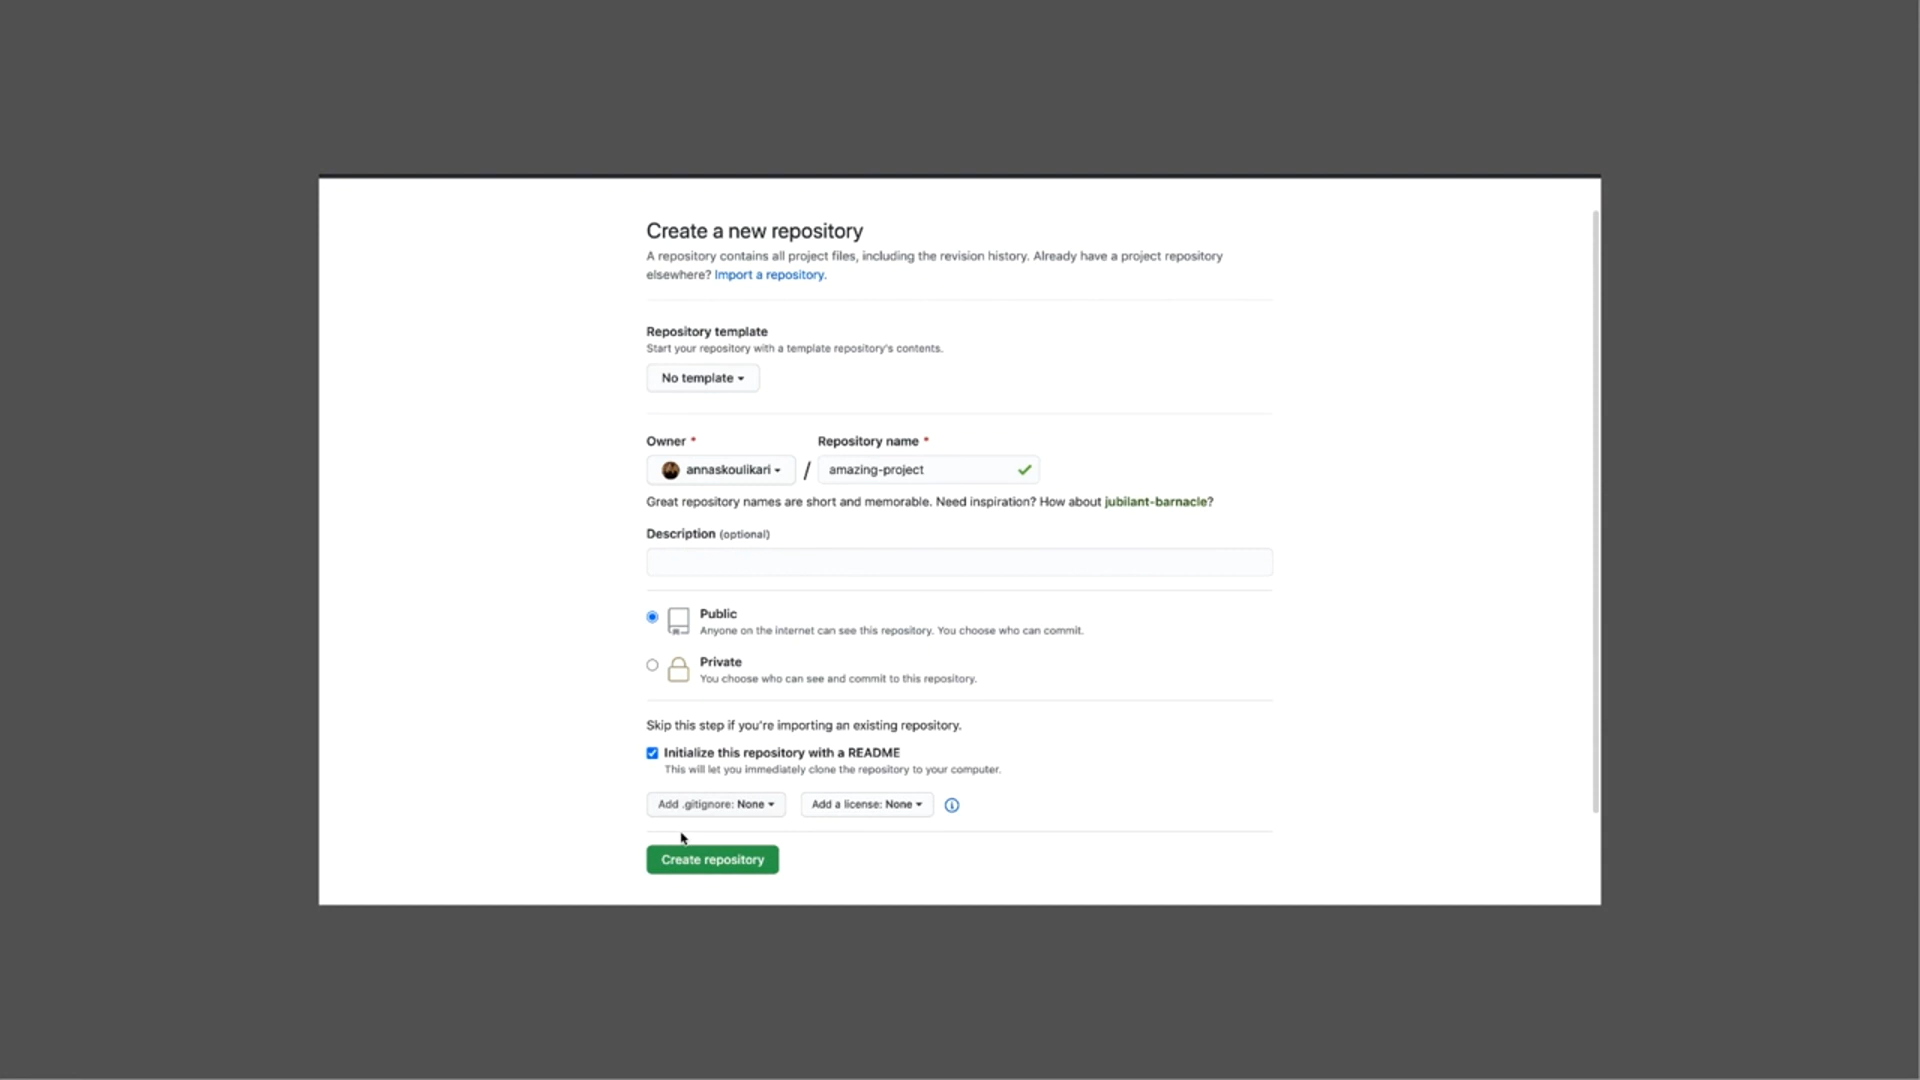 Create a new repository
A repository contains all project files, including the revision history. Already have a project repository
elsewhere? Import a repository.
Repository template
Start your repository with a template repository's contents.
No template
Owner * Repository name *
annaskoulikari / amazing-project
Great repository names are short and memorable. Need inspiration? How about jubilant-barnacle?
Description (optional)
Public
Anyone on the internet can see this repository. You choose who can commit.
Private
You choose who can see and commit to this repository.
Skip this step if you're importing an existing repository.
Initialize this repository with a README
This will let you immediately clone the repository to your computer.
Add .gitignore: None Add a license: None
Create repository